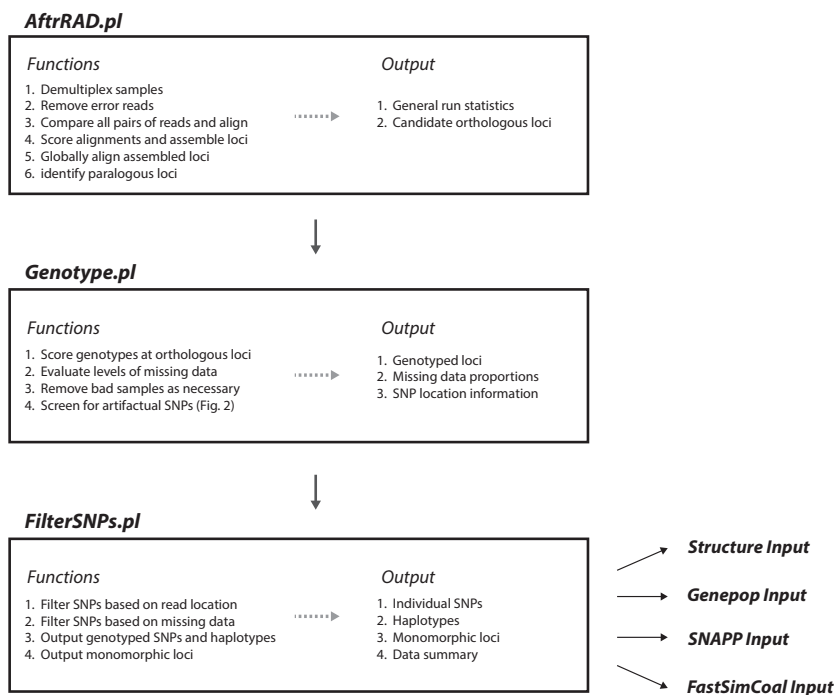 AftrRAD.pl
Functions
1. Demultiplex samples
2. Remove error reads
3. Compare all pairs of reads and align
4. Score alignments and assemble loci
5. Globally align assembled loci
6. identify paralogous loci
Output
1. General run statistics
2. Candidate orthologous loci
Genotype.pl
Functions
1. Score genotypes at orthologous loci
2. Evaluate levels of missing data
3. Remove bad samples as necessary
4. Screen for artifactual SNPs (Fig. 2)
Output
1. Genotyped loci
2. Missing data proportions
3. SNP location information
FilterSNPs.pl
Functions
1. Filter SNPs based on read location
2. Filter SNPs based on missing data
3. Output genotyped SNPs and haplotypes
4. Output monomorphic loci
Output
1. Individual SNPs
2. Haplotypes
3. Monomorphic loci
4. Data summary
Structure Input
Genepop Input
SNAPP Input
FastSimCoal Input